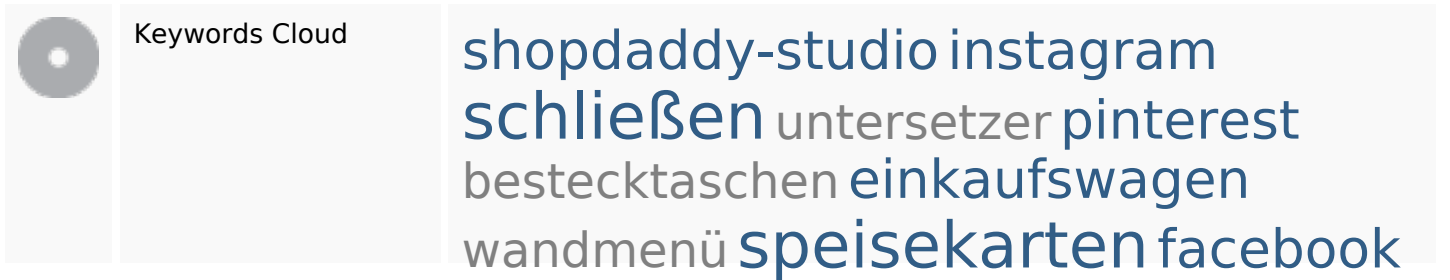 Keywords Cloud
shopdaddy-studio instagram
schließen untersetzer pinterest
bestecktaschen einkaufswagen
wandmenü speisekarten facebook